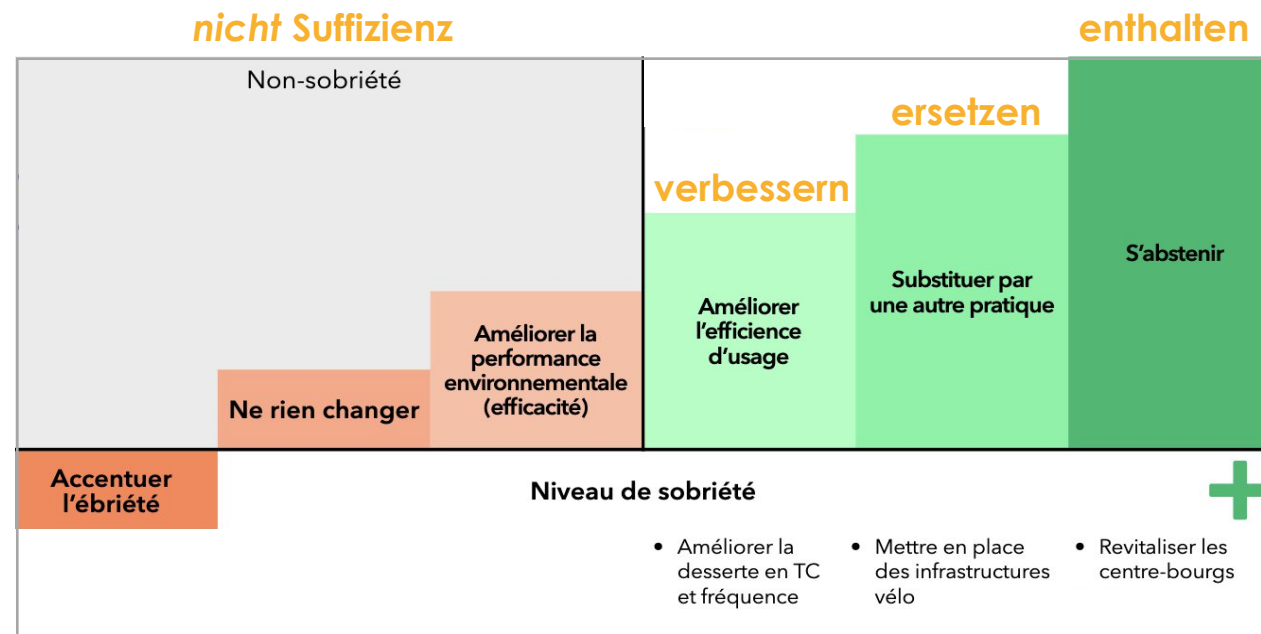 nicht Suffizienz
enthalten
Non-sobriété
ersetzen
verbessern
S'abstenir
Substituer par
une autre pratique
Améliorer
l'efficience
d'usage
Améliorer la
performance
environnementale
(efficacité)
Ne rien changer
Accentuer
l'ébriété
Niveau de sobriété
+
• Améliorer la
desserte en TC
et fréquence
• Mettre en place
des infrastructures
vélo
• Revitaliser les
centre-bourgs